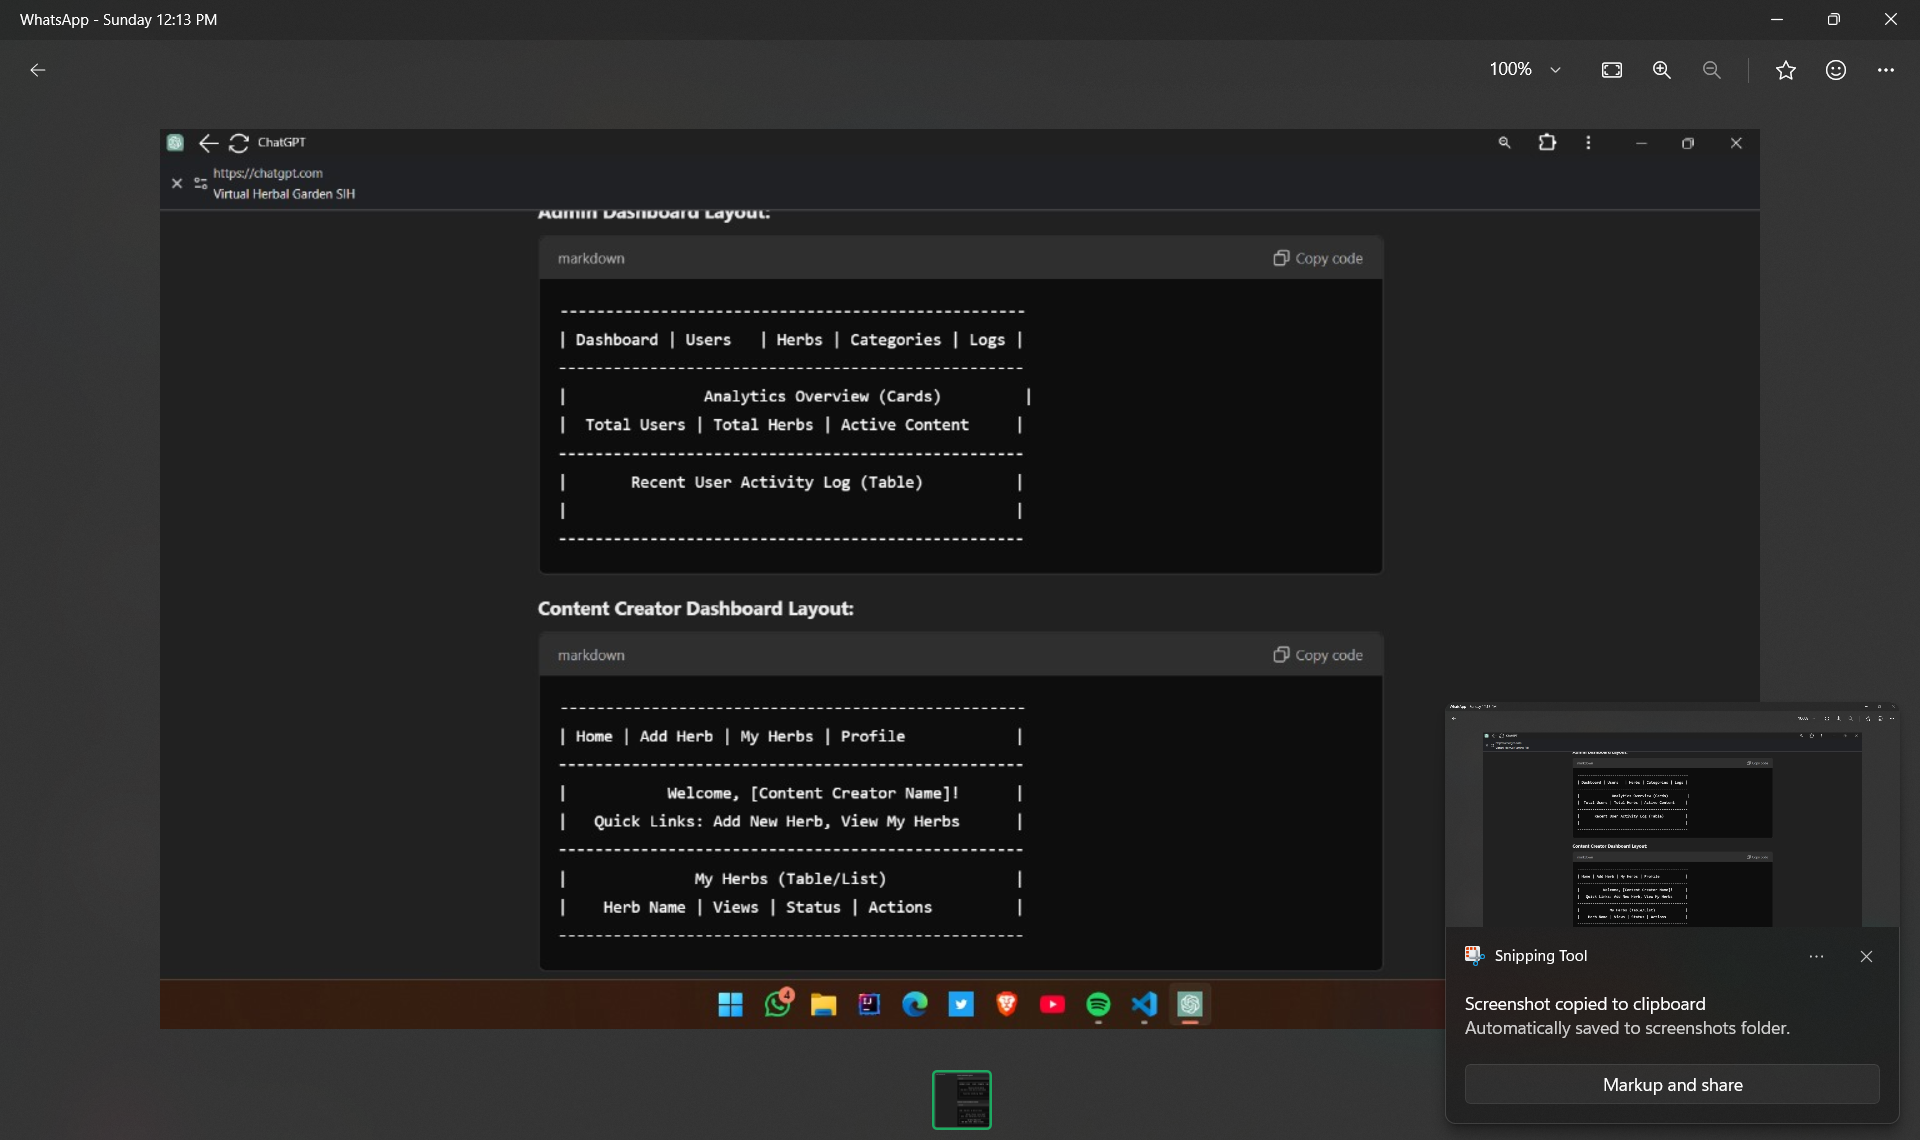 WhatsApp - Sunday 12:13 PM
100%
ChatGPT
https://chatgpt.com
Virtual Herbal Garden SIH
Admin Dashboard Layout:
markdown
Copy code
---------------------------------------------------
| Dashboard | Users   | Herbs | Categories | Logs |
---------------------------------------------------
|               Analytics Overview (Cards)         |
|  Total Users | Total Herbs | Active Content     |
---------------------------------------------------
|       Recent User Activity Log (Table)          |
|                                                 |
---------------------------------------------------
Content Creator Dashboard Layout:
markdown
Copy code
---------------------------------------------------
| Home | Add Herb | My Herbs | Profile            |
---------------------------------------------------
|           Welcome, [Content Creator Name]!      |
|   Quick Links: Add New Herb, View My Herbs      |
---------------------------------------------------
|              My Herbs (Table/List)              |
|    Herb Name | Views | Status | Actions         |
---------------------------------------------------
4
Snipping Tool
Screenshot copied to clipboard
Automatically saved to screenshots folder.
Markup and share